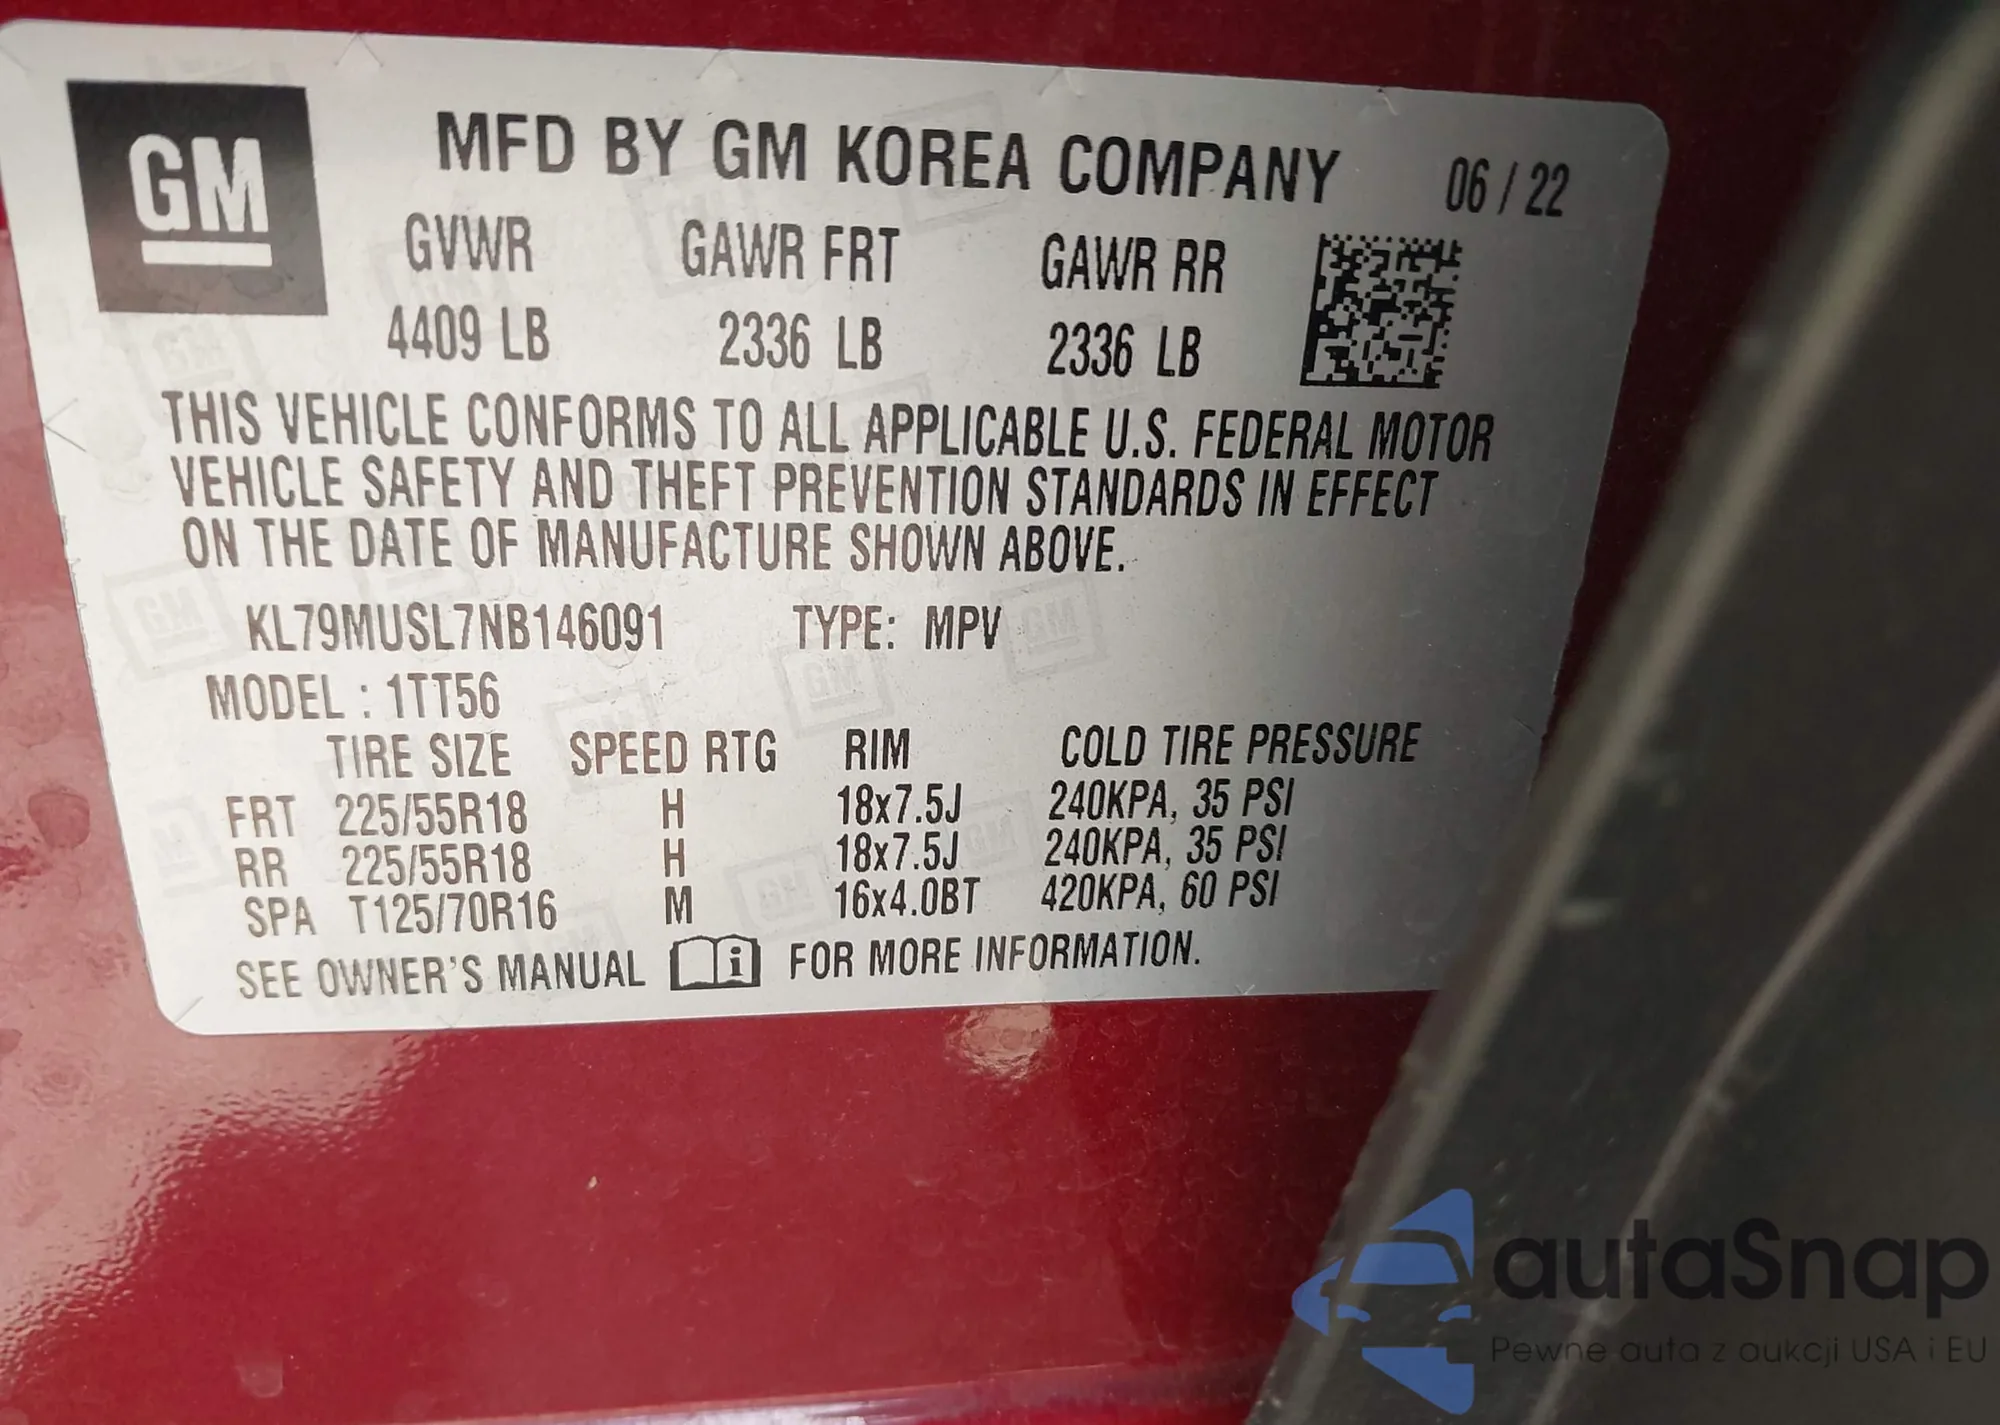 GM
MFD BY GM KOREA COMPANY 06 / 22
GVWR GAWR FRT GAWR RR
4409 LB 2336 LB 2336 LB
THIS VEHICLE CONFORMS TO ALL APPLICABLE U.S. FEDERAL MOTOR
VEHICLE SAFETY AND THEFT PREVENTION STANDARDS IN EFFECT
ON THE DATE OF MANUFACTURE SHOWN ABOVE.
KL79MUSL7NB146091 TYPE: MPV
MODEL : 1TT56
TIRE SIZE SPEED RTG RIM COLD TIRE PRESSURE
FRT 225/55R18 H 18x7.5J 240KPA, 35 PSI
RR 225/55R18 H 18x7.5J 240KPA, 35 PSI
SPA T125/70R16 M 16x4.0BT 420KPA, 60 PSI
SEE OWNER'S MANUAL i FOR MORE INFORMATION.
autaSnap
Pewne auta z aukcji USA i EU